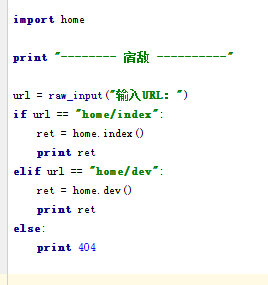 import home
print "-------- 宿敌 ----------"
url = raw_input("输入URL: ")
if url == "home/index":
    ret = home.index()
    print ret
elif url == "home/dev":
    ret = home.dev()
    print ret
else:
    print 404